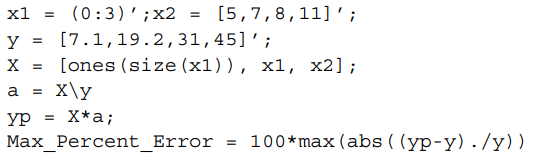 x1 = (0:3)′;x2 = [5,7,8,11]′;
y = [7.1,19.2,31,45]′;
X = [ones(size(x1)), x1, x2];
a = X\y
yp = X*a;
Max_Percent_Error = 100*max(abs((yp-y)./y))